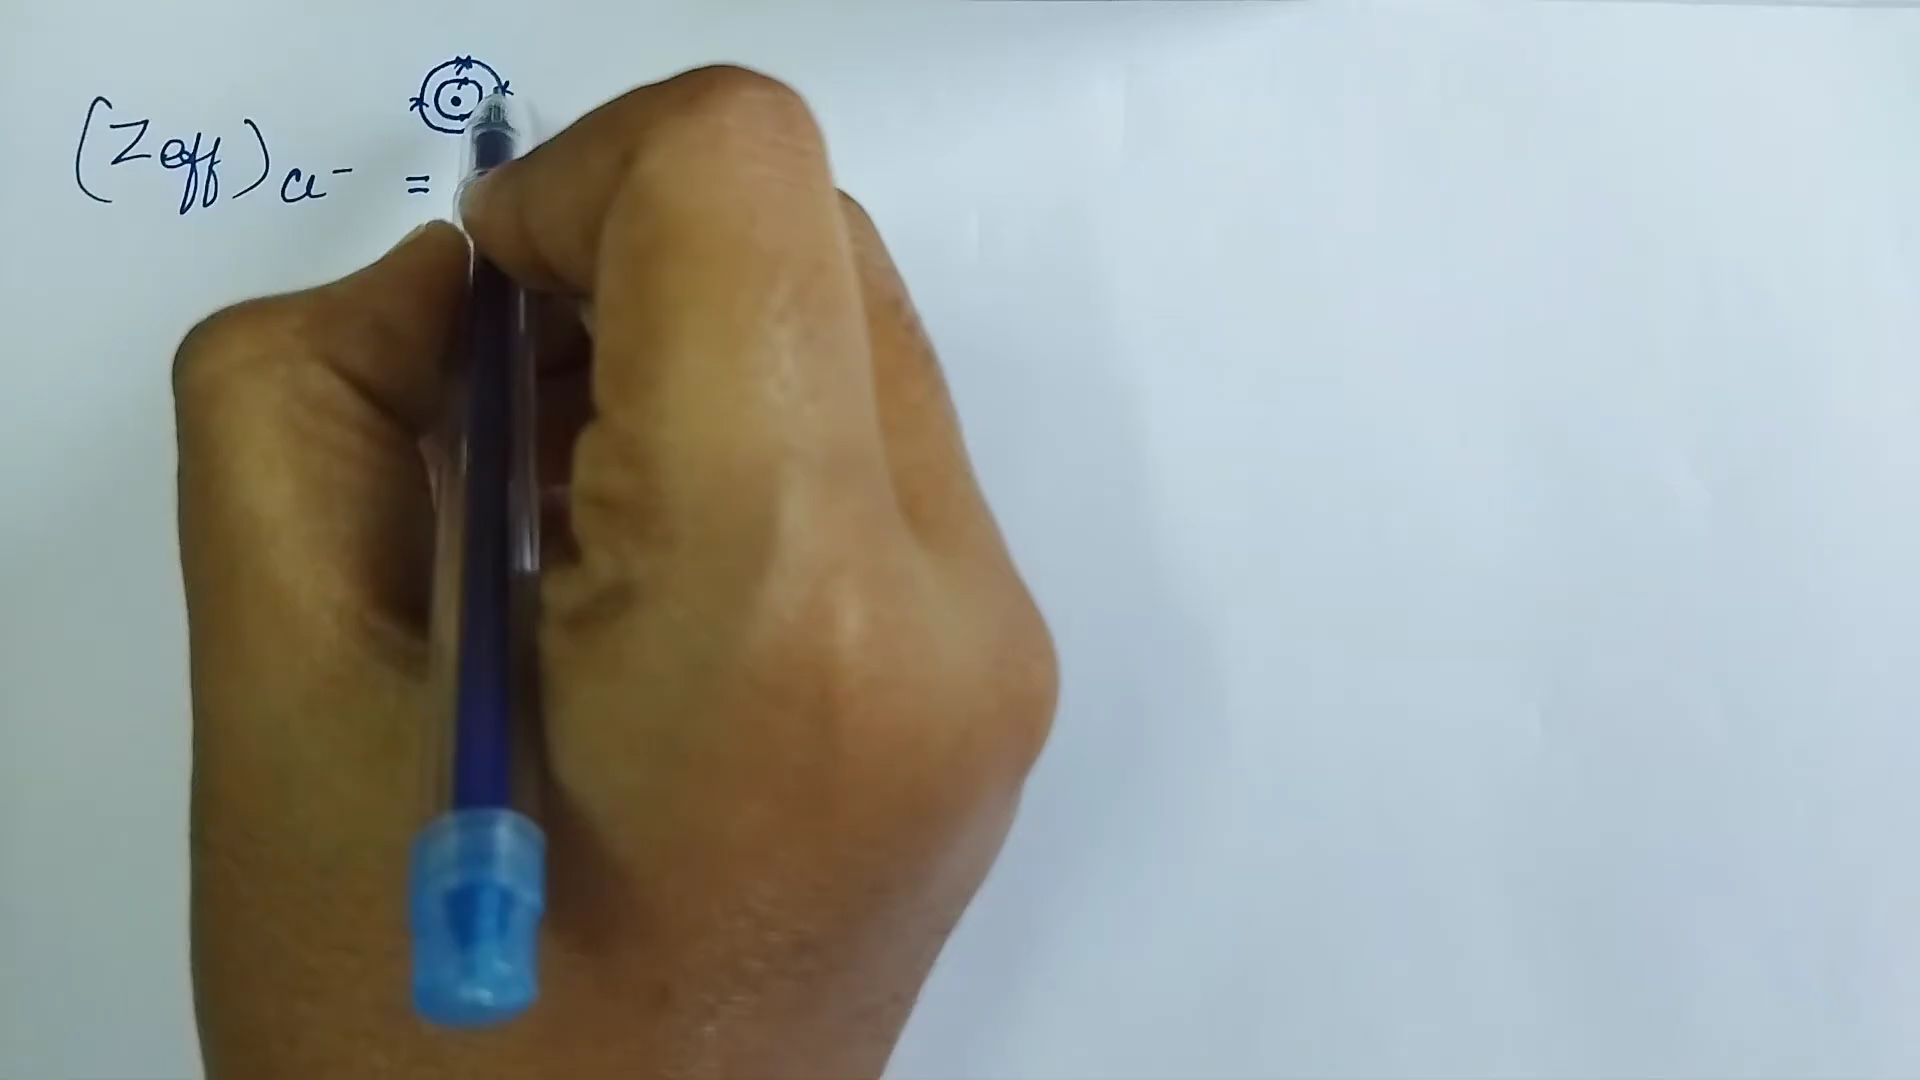 (Zeff)Cl⁻ =